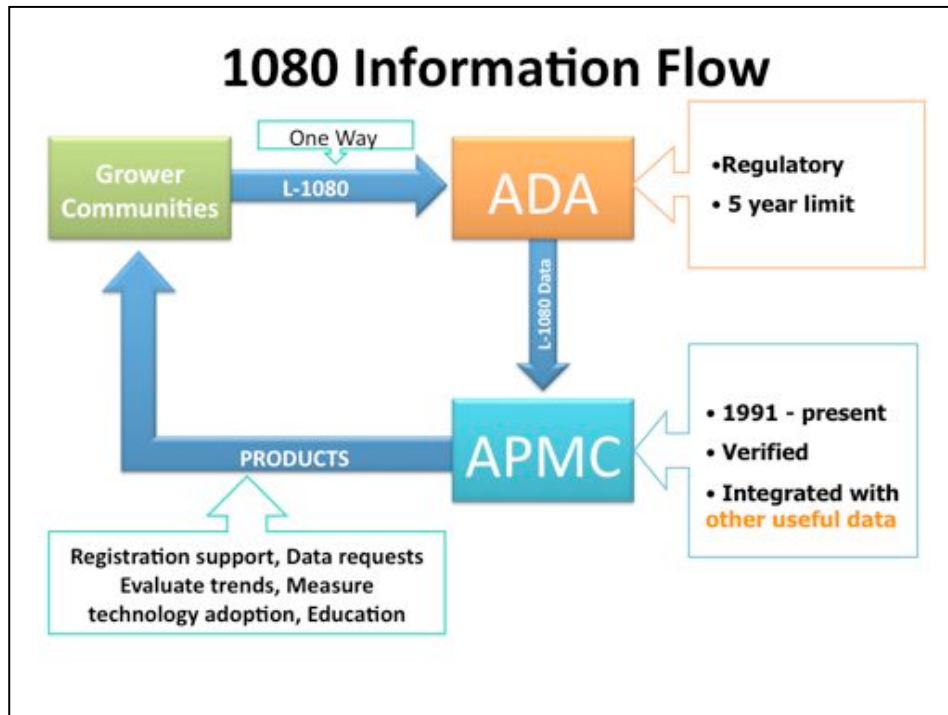 1080 Information Flow
One Way
Grower
Communities
L-1080
ADA
•Regulatory
• 5 year limit
L-1080 Data
APMC
• 1991 - present
• Verified
• Integrated with
other useful data
PRODUCTS
Registration support, Data requests
Evaluate trends, Measure
technology adoption, Education